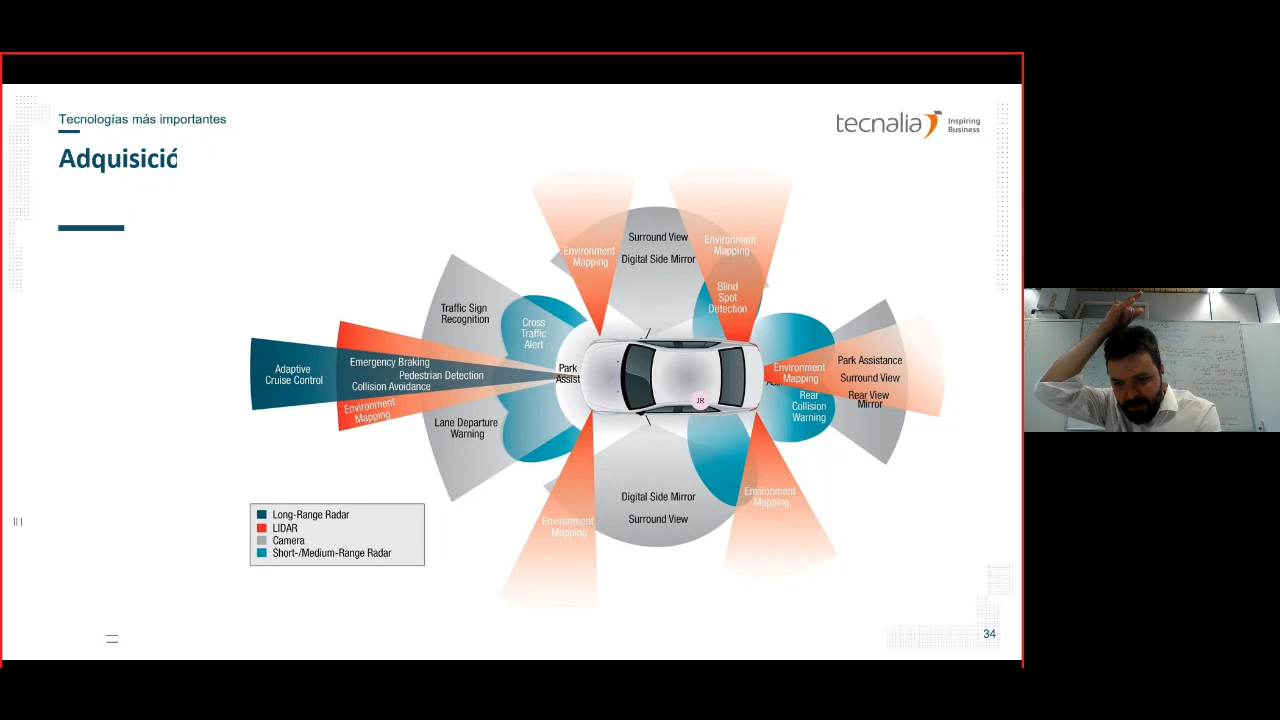 Tecnologías más importantes
tecnalia
Inspiring
Business
Adquisició
Surround View
Digital Side Mirror
Environment
Mapping
Environment
Mapping
Blind
Spot
Detection
Traffic Sign
Recognition
Cross
Traffic
Alert
Adaptive
Cruise Control
Emergency Braking
Pedestrian Detection
Collision Avoidance
Environment
Mapping
Park
Assist
Lane Departure
Warning
Environment
Mapping
Rear
Collision
Warning
Park Assistance
Surround View
Rear View
Mirror
JR
Digital Side Mirror
Surround View
Environment
Mapping
Environment
Mapping
Long-Range Radar
LIDAR
Camera
Short-/Medium-Range Radar
34